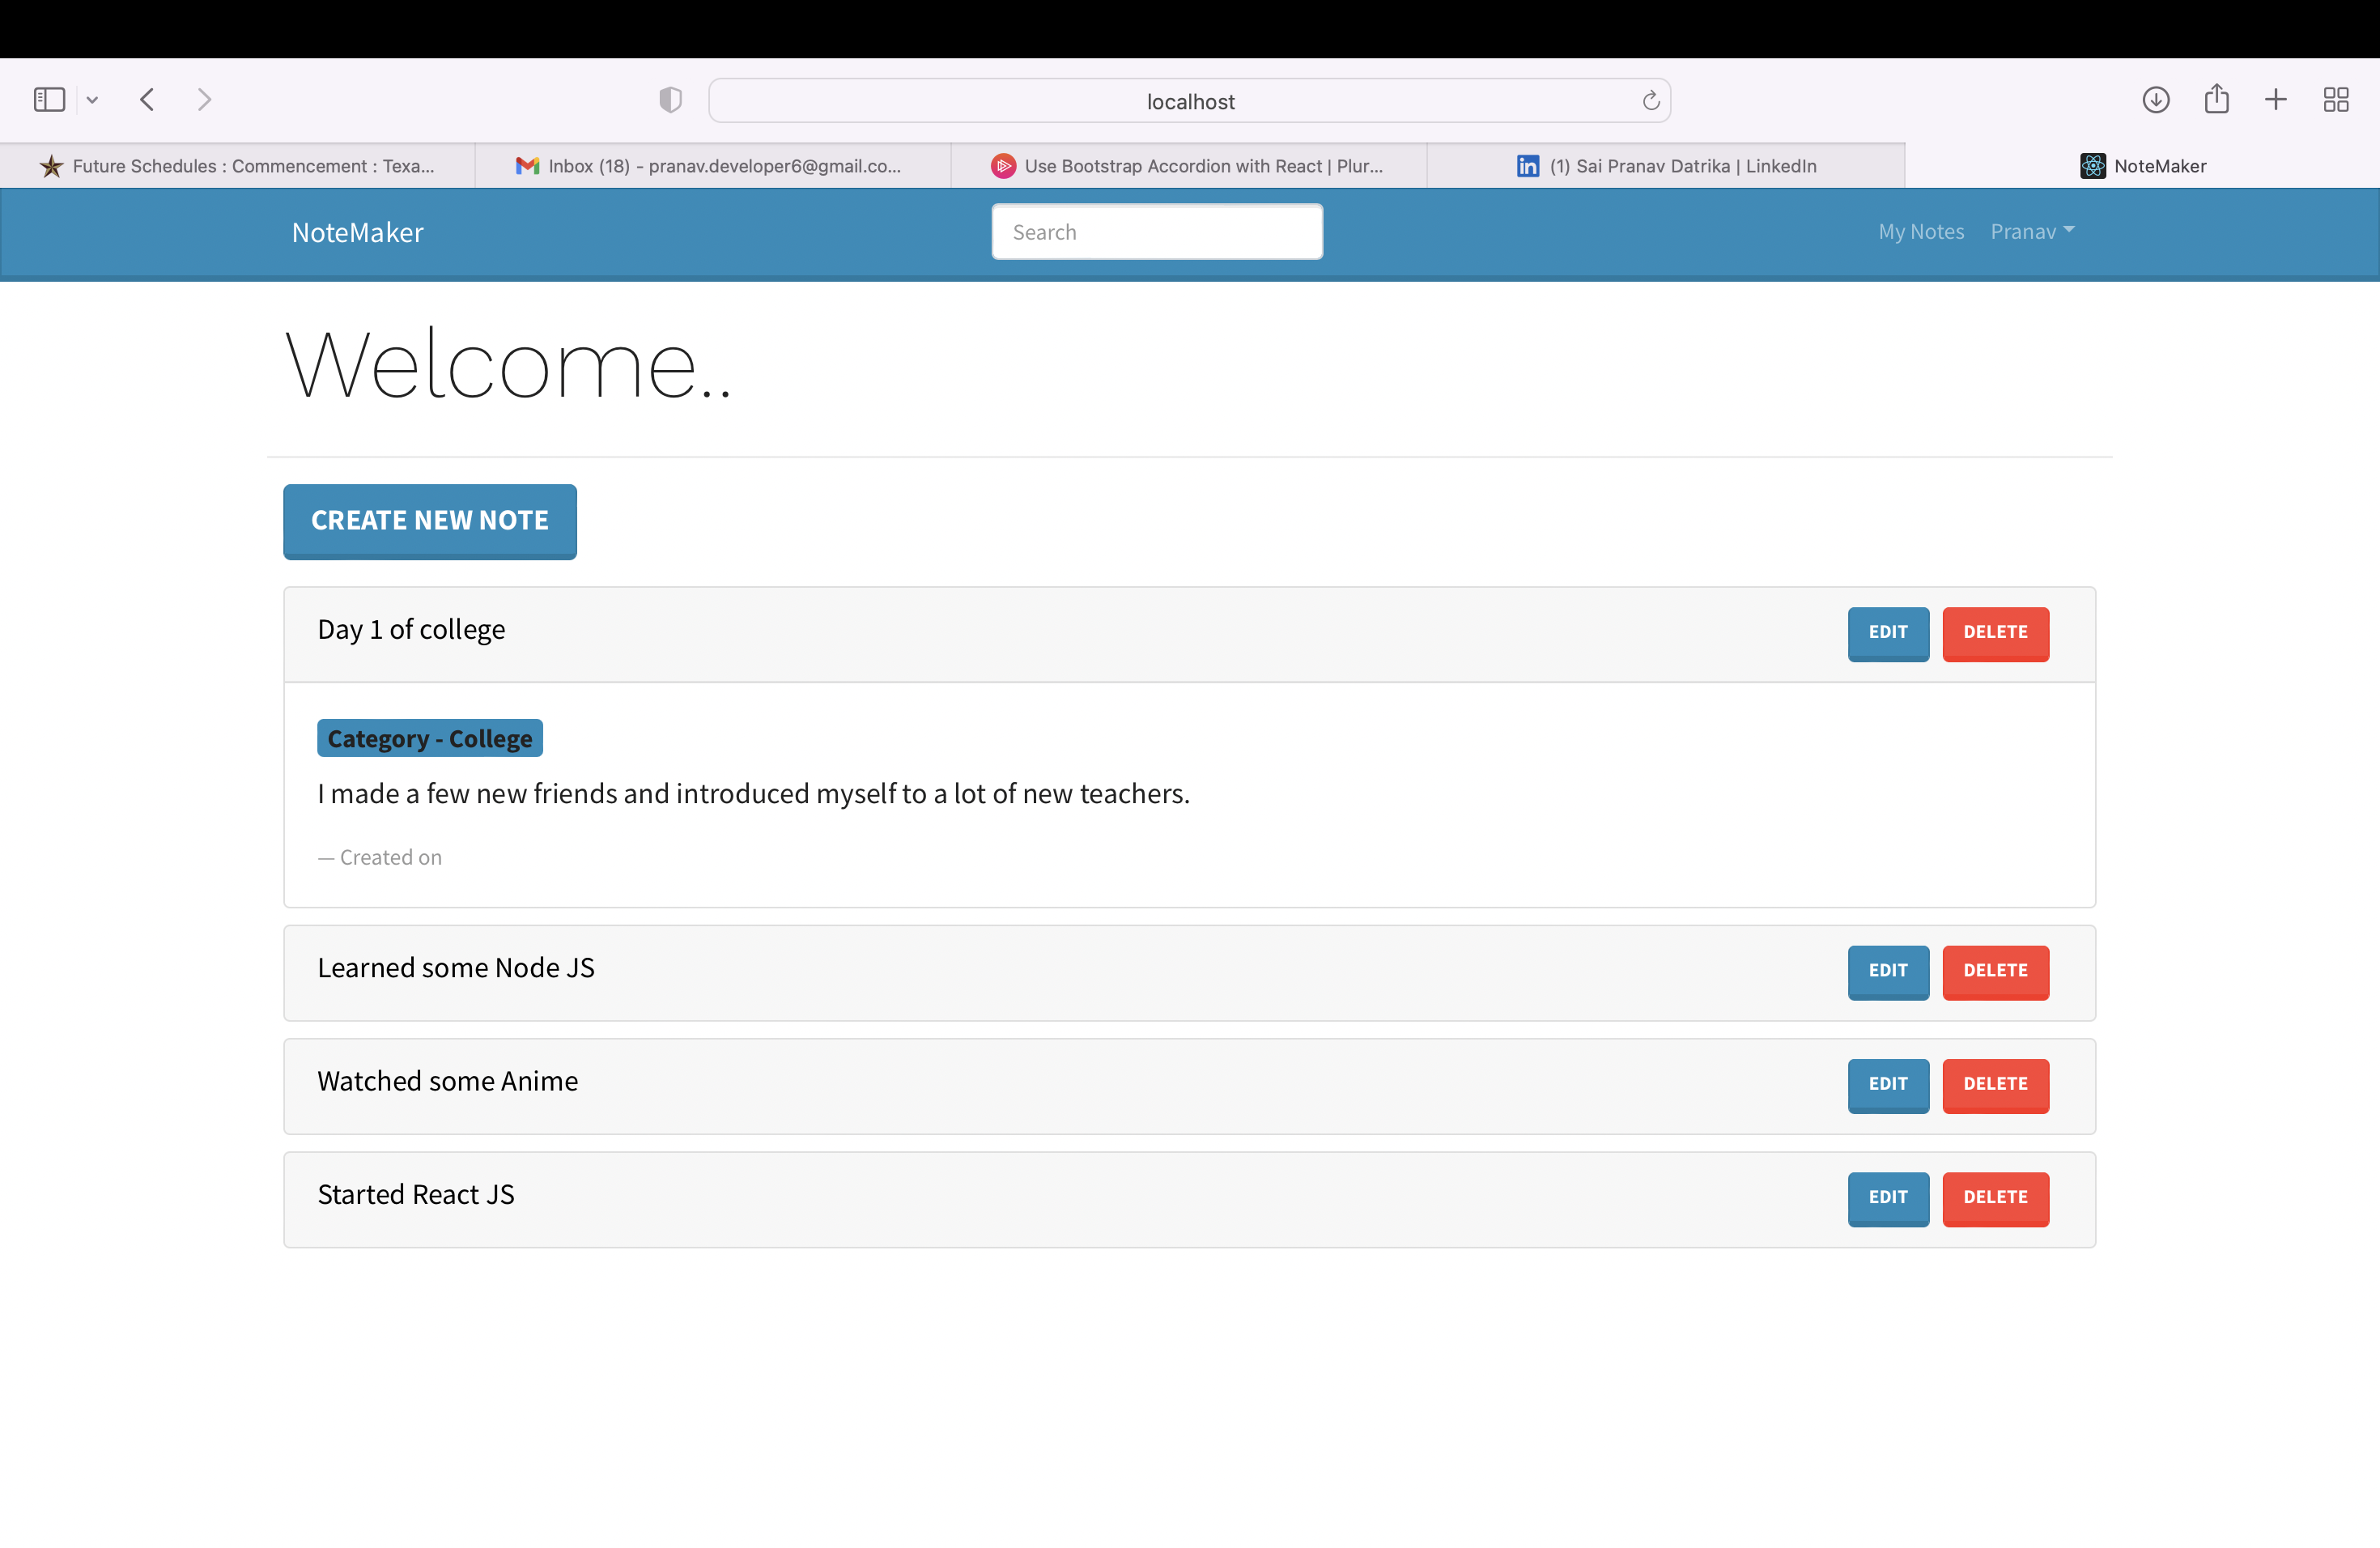 localhost
Future Schedules : Commencement : Texa...
Inbox (18) - pranav.developer6@gmail.co...
Use Bootstrap Accordion with React | Plur...
in (1) Sai Pranav Datrika | LinkedIn
NoteMaker
NoteMaker
Search
My Notes
Pranav
Welcome..
CREATE NEW NOTE
Day 1 of college
EDIT DELETE
Category - College
I made a few new friends and introduced myself to a lot of new teachers.
— Created on
Learned some Node JS
EDIT DELETE
Watched some Anime
EDIT DELETE
Started React JS
EDIT DELETE